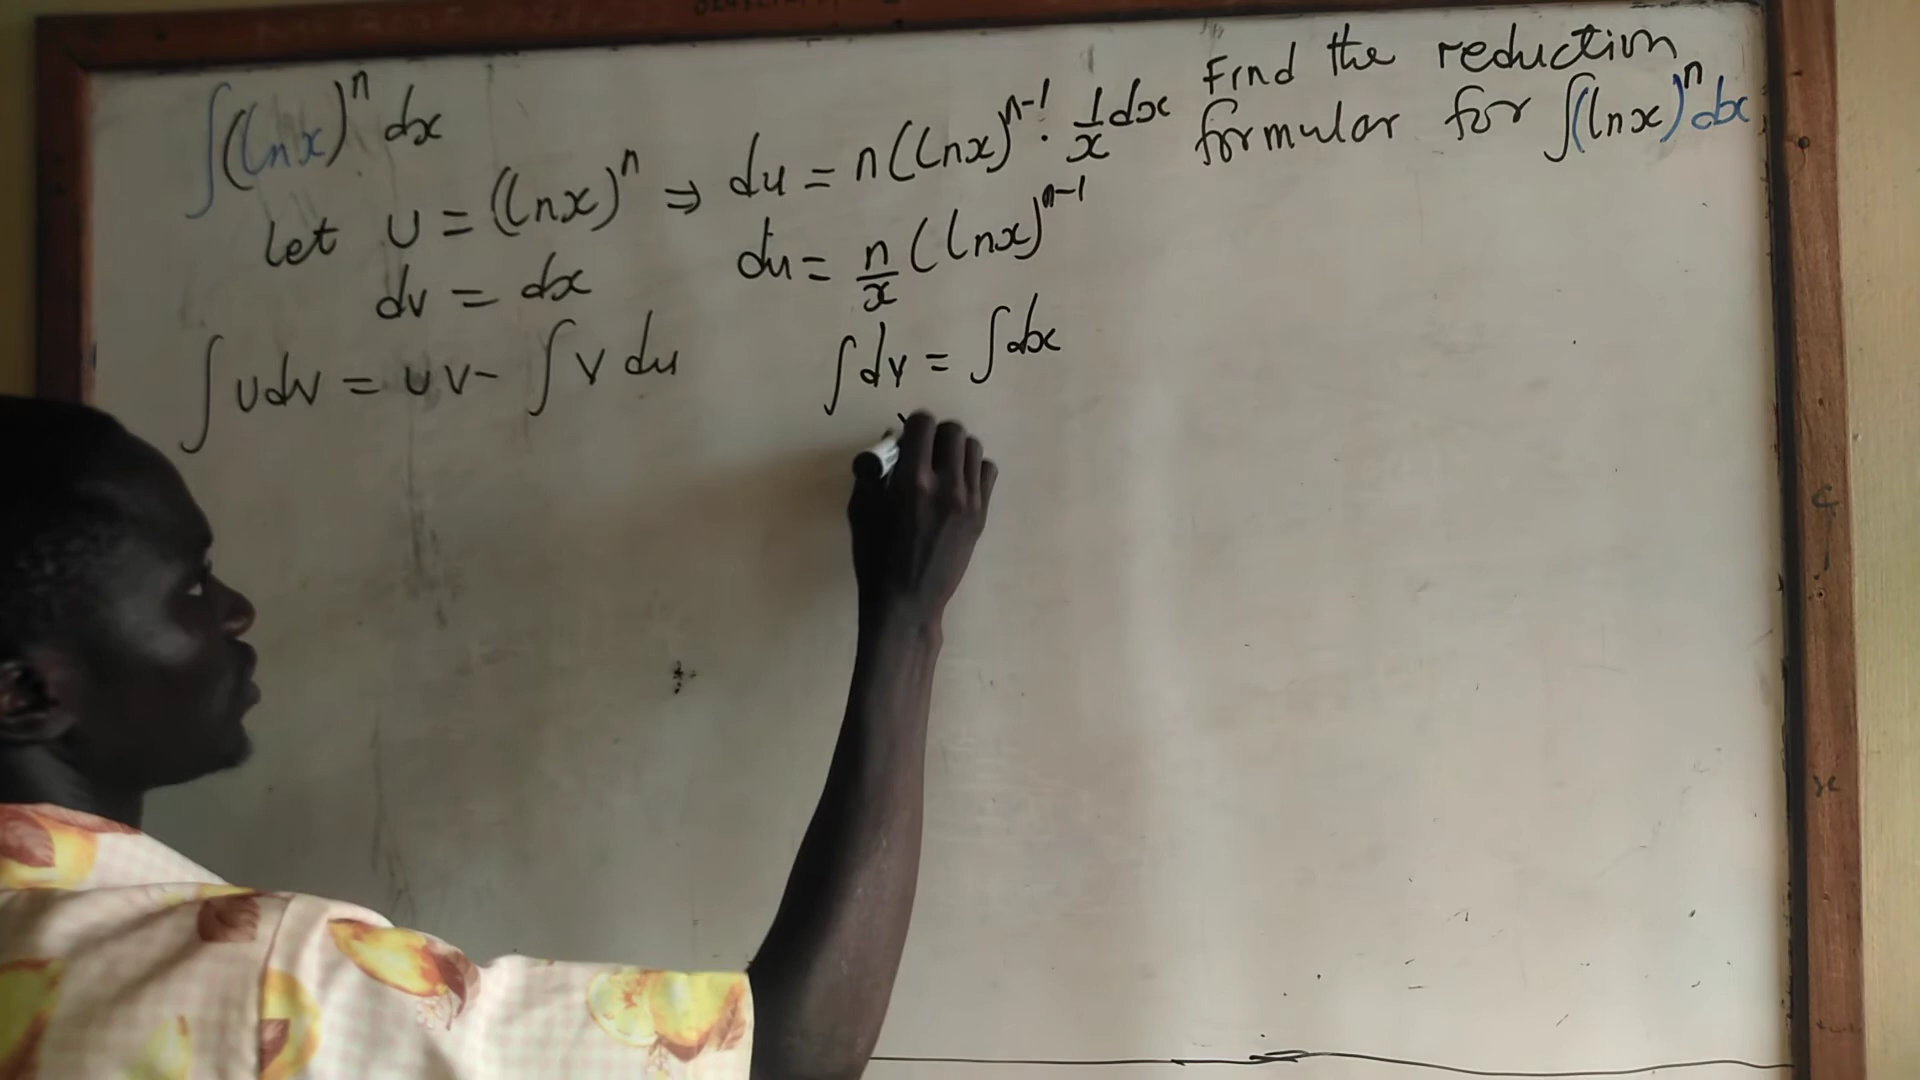 Find the reduction
formular for ∫(lnx)^n dx
∫(lnx)^n dx
Let u = (lnx)^n ⇒ du = n(lnx)^n-1 . 1/x dx
dv = dx
du = n/x (lnx)^n-1
∫udv = uv - ∫v du
∫dv = ∫dx